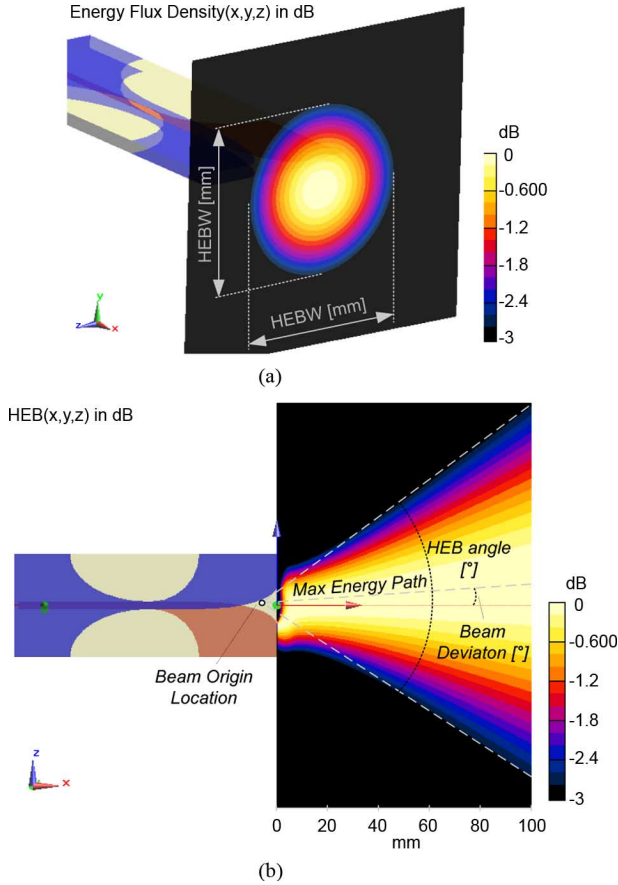 Energy Flux Density(x,y,z) in dB
dB
0
-0.600
-1.2
-1.8
-2.4
-3
HEBW [mm]
HEBW [mm]
y
z
x
(a)
HEB(x,y,z) in dB
HEB angle
[°]
Max Energy Path
Beam
Deviaton [°]
Beam Origin
Location
dB
0
-0.600
-1.2
-1.8
-2.4
-3
z
x
0
20
40
60
80
100
mm
(b)